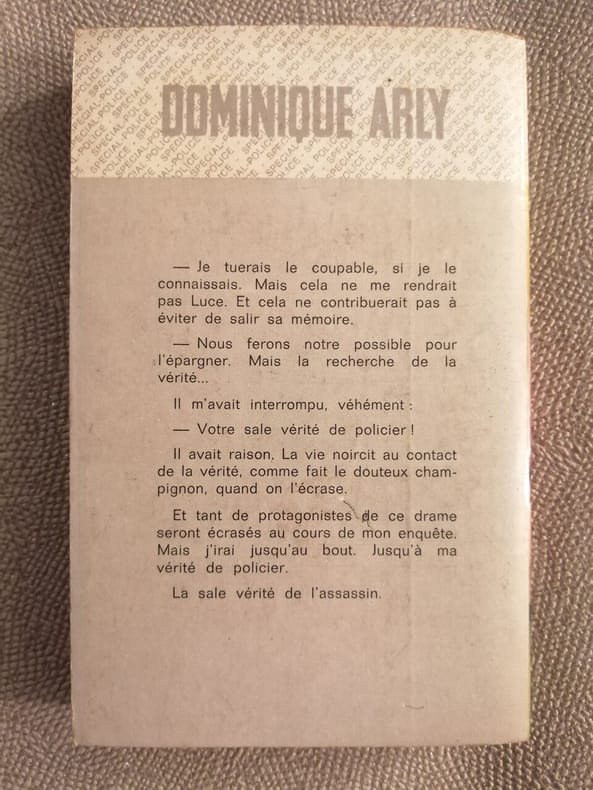 SPECIAL-POLICE
DOMINIQUE ARLY
— Je tuerais le coupable, si je le
connaissais. Mais cela ne me rendrait
pas Luce. Et cela ne contribuerait pas à
éviter de salir sa mémoire.
— Nous ferons notre possible pour
l'épargner. Mais la recherche de la
vérité...
Il m'avait interrompu, véhément :
— Votre sale vérité de policier !
Il avait raison. La vie noircit au contact
de la vérité, comme fait le douteux cham-
pignon, quand on l'écrase.
Et tant de protagonistes de ce drame
seront écrasés au cours de mon enquête.
Mais j'irai jusqu'au bout. Jusqu'à ma
vérité de policier.
La sale vérité de l'assassin.